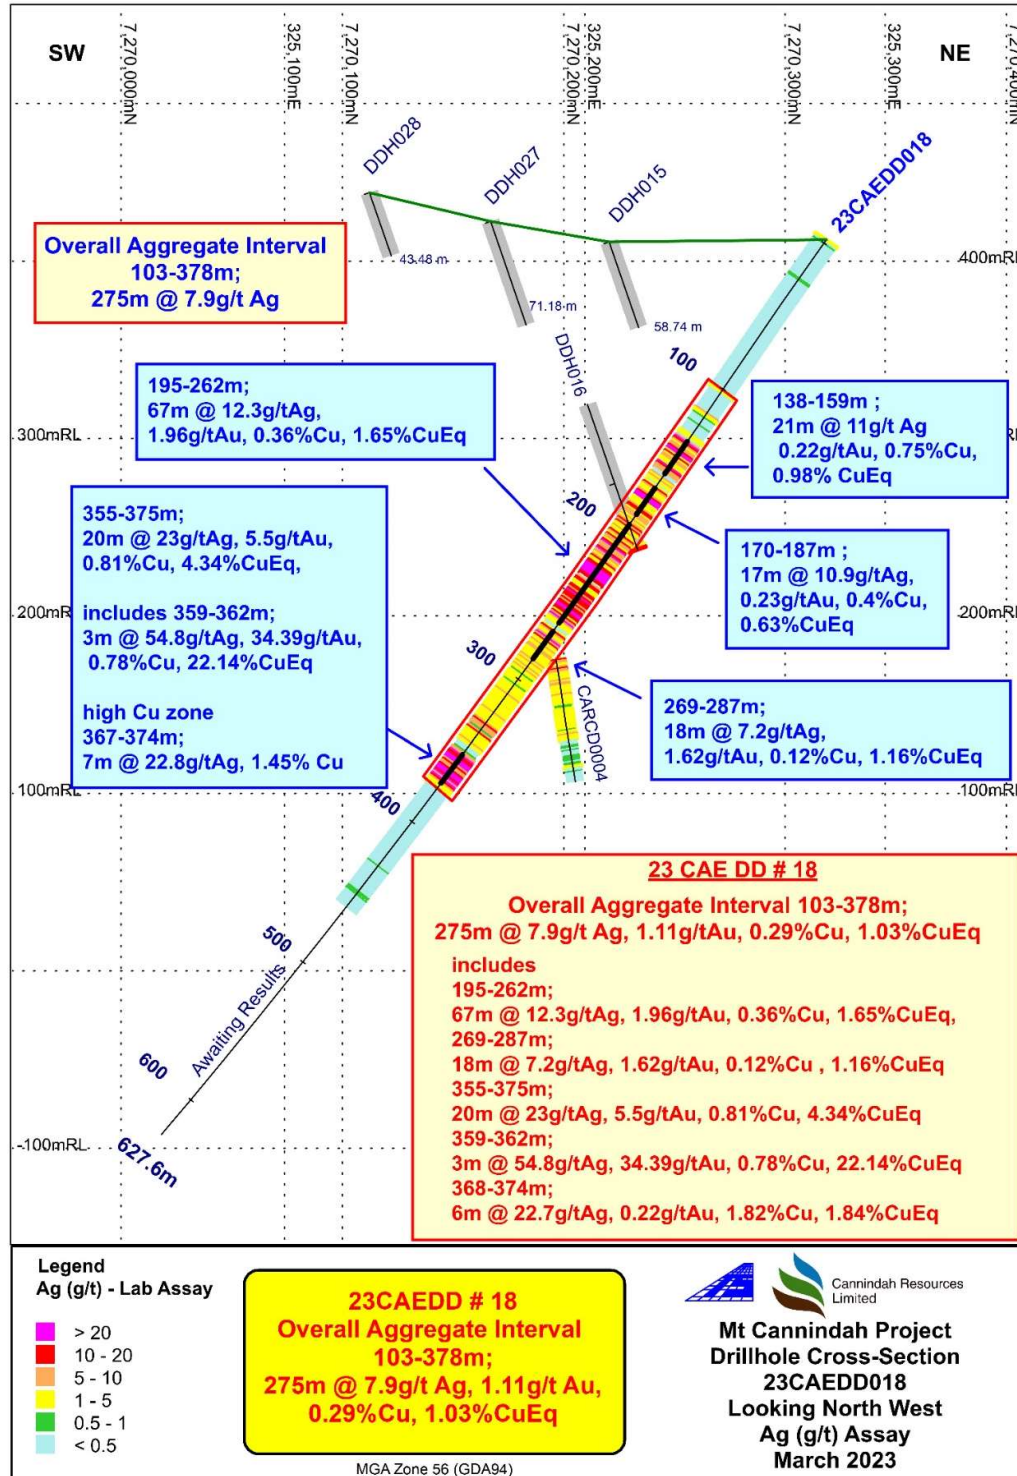 SW
NE
7,270,000mN
325,100mE
7,270,100mN
7,270,200mN
325,200mE
7,270,300mN
325,300mE
7,270,400mN
DDH028
DDH027
DDH015
23CAEDD018
43.48 m
71.18 m
58.74 m
DDH016
CARCD0004
400mRL
300mRL
300mRL
200mRL
200mRL
100mRL
100mRL
-100mRL
100
200
300
400
500
600
627.6m
Awaiting Results
Overall Aggregate Interval
103-378m;
275m @ 7.9g/t Ag
195-262m;
67m @ 12.3g/tAg,
1.96g/tAu, 0.36%Cu, 1.65%CuEq
138-159m ;
21m @ 11g/t Ag
0.22g/tAu, 0.75%Cu,
0.98% CuEq
355-375m;
20m @ 23g/tAg, 5.5g/tAu,
0.81%Cu, 4.34%CuEq,
includes 359-362m;
3m @ 54.8g/tAg, 34.39g/tAu,
0.78%Cu, 22.14%CuEq
high Cu zone
367-374m;
7m @ 22.8g/tAg, 1.45% Cu
170-187m ;
17m @ 10.9g/tAg,
0.23g/tAu, 0.4%Cu,
0.63%CuEq
269-287m;
18m @ 7.2g/tAg,
1.62g/tAu, 0.12%Cu, 1.16%CuEq
23 CAE DD # 18
Overall Aggregate Interval 103-378m;
275m @ 7.9g/t Ag, 1.11g/tAu, 0.29%Cu, 1.03%CuEq
includes
195-262m;
67m @ 12.3g/tAg, 1.96g/tAu, 0.36%Cu, 1.65%CuEq,
269-287m;
18m @ 7.2g/tAg, 1.62g/tAu, 0.12%Cu , 1.16%CuEq
355-375m;
20m @ 23g/tAg, 5.5g/tAu, 0.81%Cu, 4.34%CuEq
359-362m;
3m @ 54.8g/tAg, 34.39g/tAu, 0.78%Cu, 22.14%CuEq
368-374m;
6m @ 22.7g/tAg, 0.22g/tAu, 1.82%Cu, 1.84%CuEq
Legend
Ag (g/t) - Lab Assay
> 20
10 - 20
5 - 10
1 - 5
0.5 - 1
< 0.5
23CAEDD # 18
Overall Aggregate Interval
103-378m;
275m @ 7.9g/t Ag, 1.11g/t Au,
0.29%Cu, 1.03%CuEq
MGA Zone 56 (GDA94)
Cannindah Resources
Limited
Mt Cannindah Project
Drillhole Cross-Section
23CAEDD018
Looking North West
Ag (g/t) Assay
March 2023